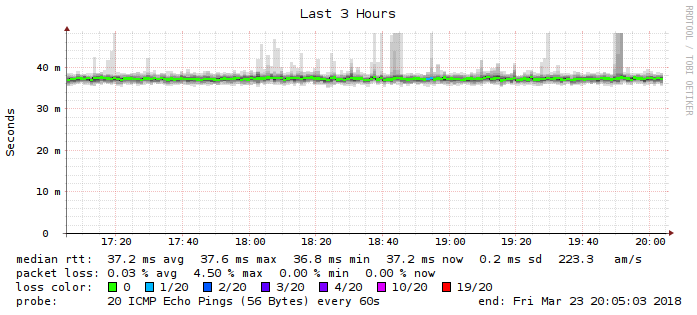 Last 3 Hours
RRDTOOL / TOBI OETIKER
Seconds
40 m
30 m
20 m
10 m
0
17:20 17:40 18:00 18:20 18:40 19:00 19:20 19:40 20:00
median rtt: 37.2 ms avg 37.6 ms max 36.8 ms min 37.2 ms now 0.2 ms sd 223.3 am/s
packet loss: 0.03 % avg 4.50 % max 0.00 % min 0.00 % now
loss color: 0 1/20 2/20 3/20 4/20 10/20 19/20
probe: 20 ICMP Echo Pings (56 Bytes) every 60s end: Fri Mar 23 20:05:03 2018